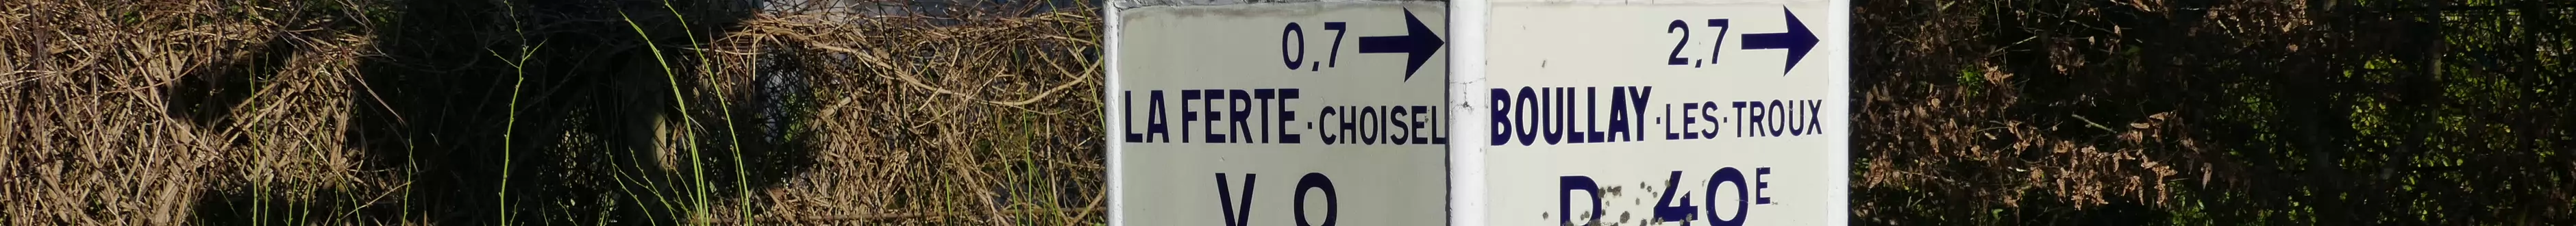 0,7
LA FERTE·CHOISEL
V
2,7
BOULLAY·LES·TROUX
D 40E